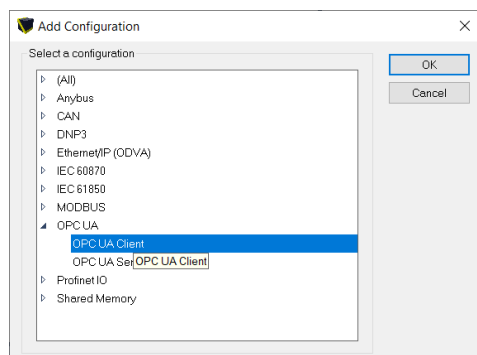 Add Configuration
Select a configuration
OK
Cancel
(All)
Anybus
CAN
DNP3
Ethernet/IP (ODVA)
IEC 60870
IEC 61850
MODBUS
OPC UA
OPC UA Client
OPC UA Ser OPC UA Client
Profinet IO
Shared Memory